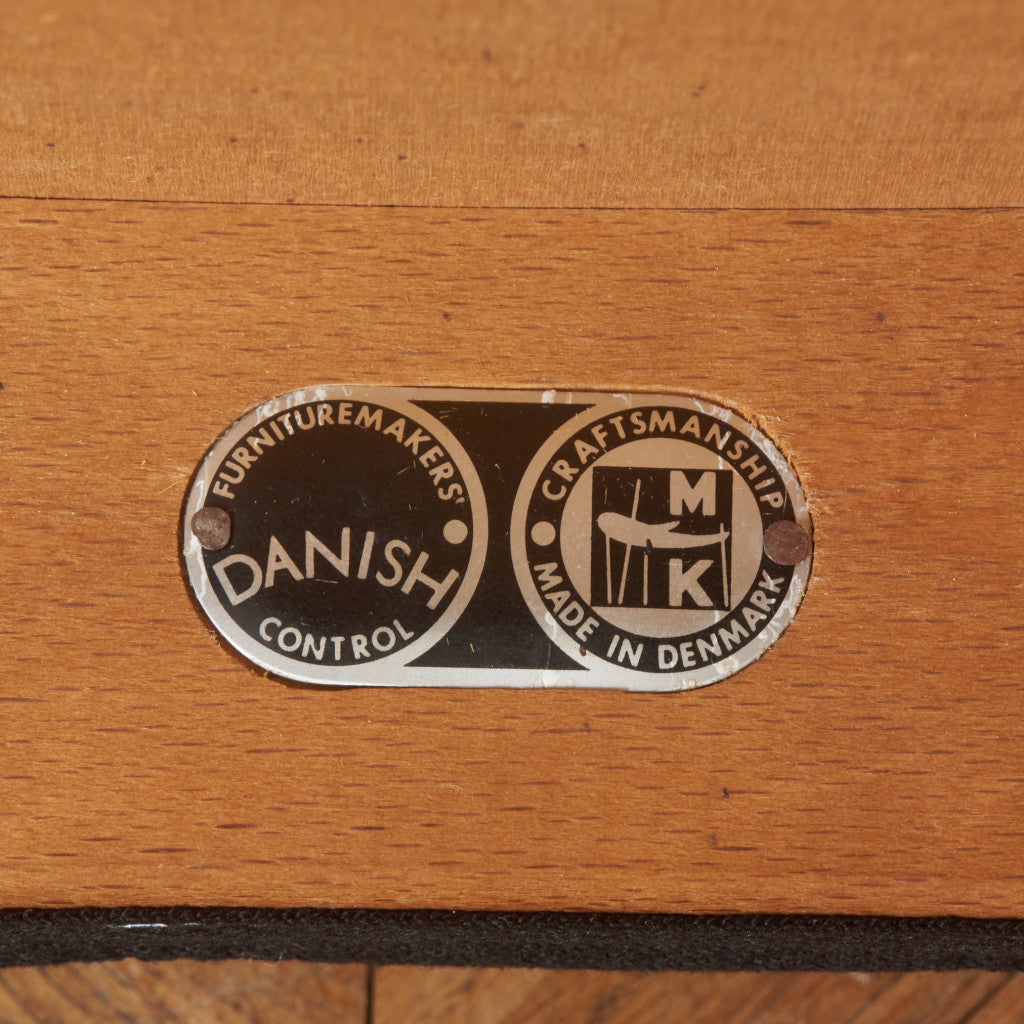 FURNITUREMAKERS'
DANISH
CONTROL
CRAFTSMANSHIP
M
K
MADE IN DENMARK